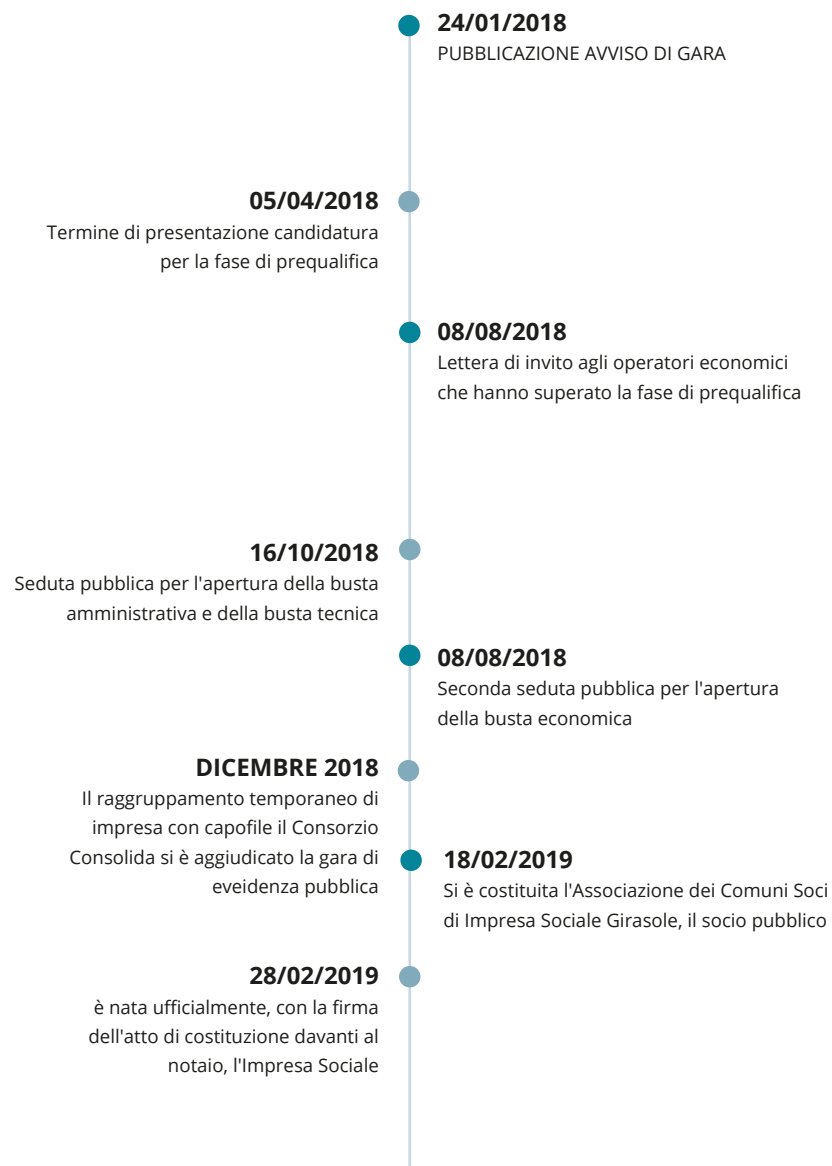 24/01/2018
PUBBLICAZIONE AVVISO DI GARA
05/04/2018
Termine di presentazione candidatura
per la fase di prequalifica
08/08/2018
Lettera di invito agli operatori economici
che hanno superato la fase di prequalifica
16/10/2018
Seduta pubblica per l'apertura della busta
amministrativa e della busta tecnica
08/08/2018
Seconda seduta pubblica per l'apertura
della busta economica
DICEMBRE 2018
Il raggruppamento temporaneo di
impresa con capofile il Consorzio
Consolida si è aggiudicato la gara di
eveidenza pubblica
18/02/2019
Si è costituita l'Associazione dei Comuni Soci
di Impresa Sociale Girasole, il socio pubblico
28/02/2019
è nata ufficialmente, con la firma
dell'atto di costituzione davanti al
notaio, l'Impresa Sociale